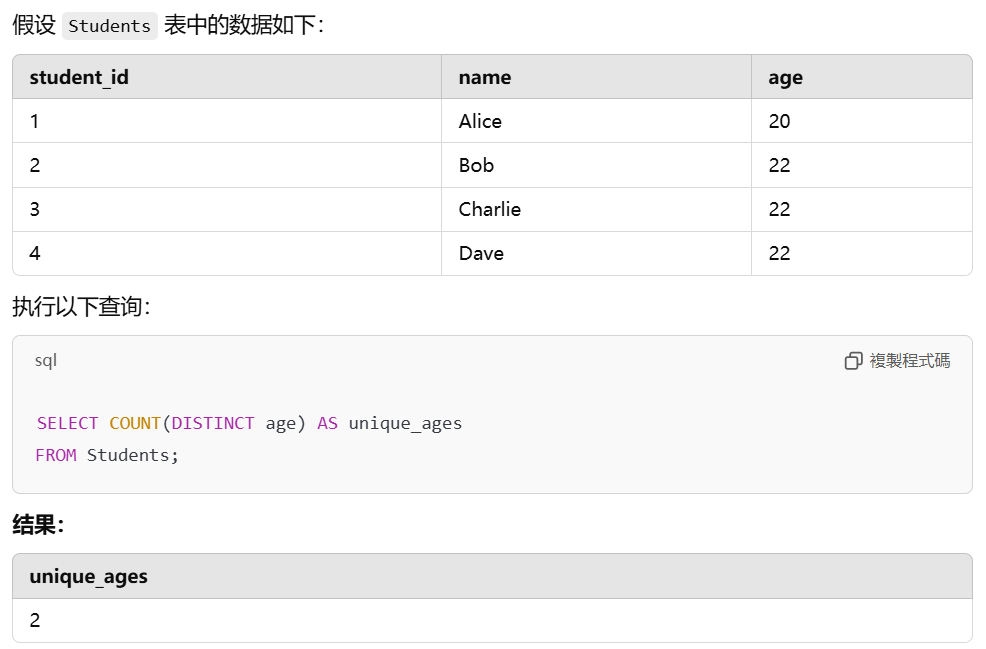 假设 Students 表中的数据如下：
student_id name age
1 Alice 20
2 Bob 22
3 Charlie 22
4 Dave 22
执行以下查询：
sql 複製程式碼
SELECT COUNT(DISTINCT age) AS unique_ages
FROM Students;
结果：
unique_ages
2